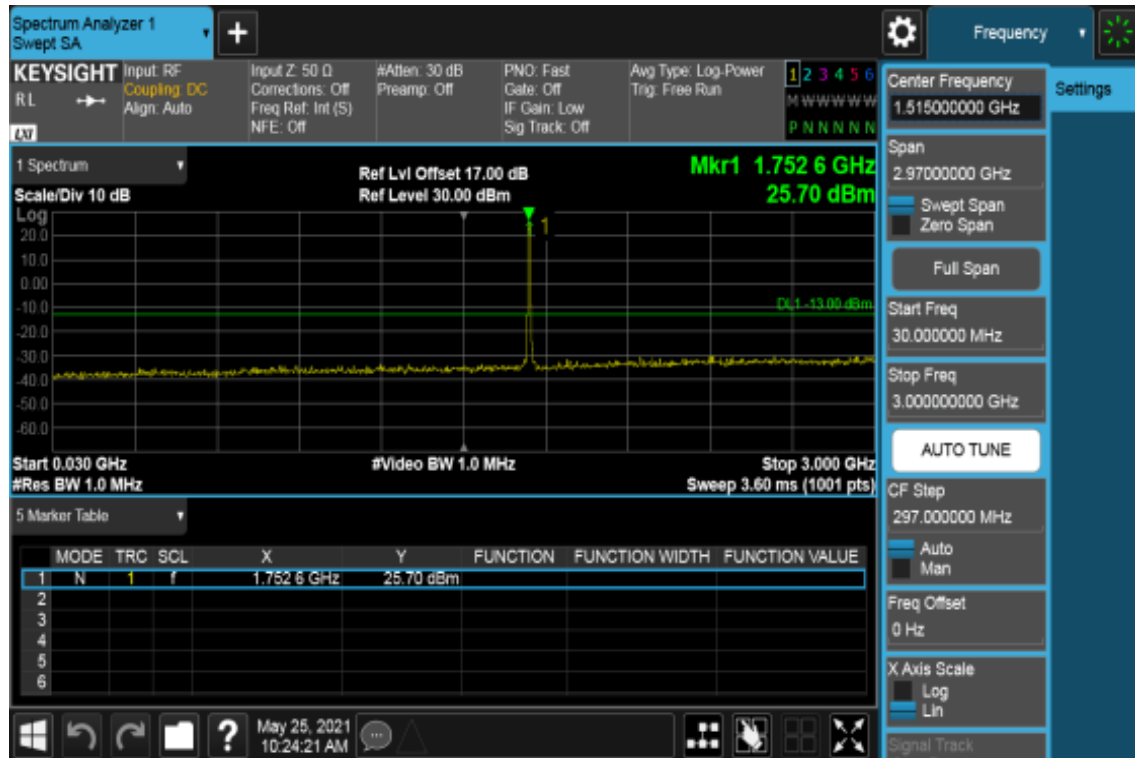 Spectrum Analyzer 1
Swept SA
+
Frequency
KEYSIGHT
RL
LXI
Input: RF
Coupling: DC
Align: Auto
Input Z: 50 Ω
Corrections: Off
Freq Ref: Int (S)
NFE: Off
#Atten: 30 dB
Preamp: Off
PNO: Fast
Gate: Off
IF Gain: Low
Sig Track: Off
Avg Type: Log-Power
Trig: Free Run
1 2 3 4 5 6
M W W W W W
P N N N N N
Center Frequency
1.515000000 GHz
Settings
1 Spectrum
Ref Lvl Offset 17.00 dB
Mkr1 1.752 6 GHz
Scale/Div 10 dB
Ref Level 30.00 dBm
25.70 dBm
Log
20.0
10.0
0.00
-10.0
-20.0
-30.0
-40.0
-50.0
-60.0
1
DL1 -13.00 dBm
Start 0.030 GHz
#Video BW 1.0 MHz
Stop 3.000 GHz
#Res BW 1.0 MHz
Sweep 3.60 ms (1001 pts)
Span
2.97000000 GHz
Swept Span
Zero Span
Full Span
Start Freq
30.000000 MHz
Stop Freq
3.000000000 GHz
AUTO TUNE
CF Step
297.000000 MHz
Auto
Man
Freq Offset
0 Hz
X Axis Scale
Log
Lin
Signal Track
5 Marker Table
MODE TRC SCL X Y FUNCTION FUNCTION WIDTH FUNCTION VALUE
1 N 1 f 1.752 6 GHz 25.70 dBm
2
3
4
5
6
?
May 25, 2021
10:24:21 AM